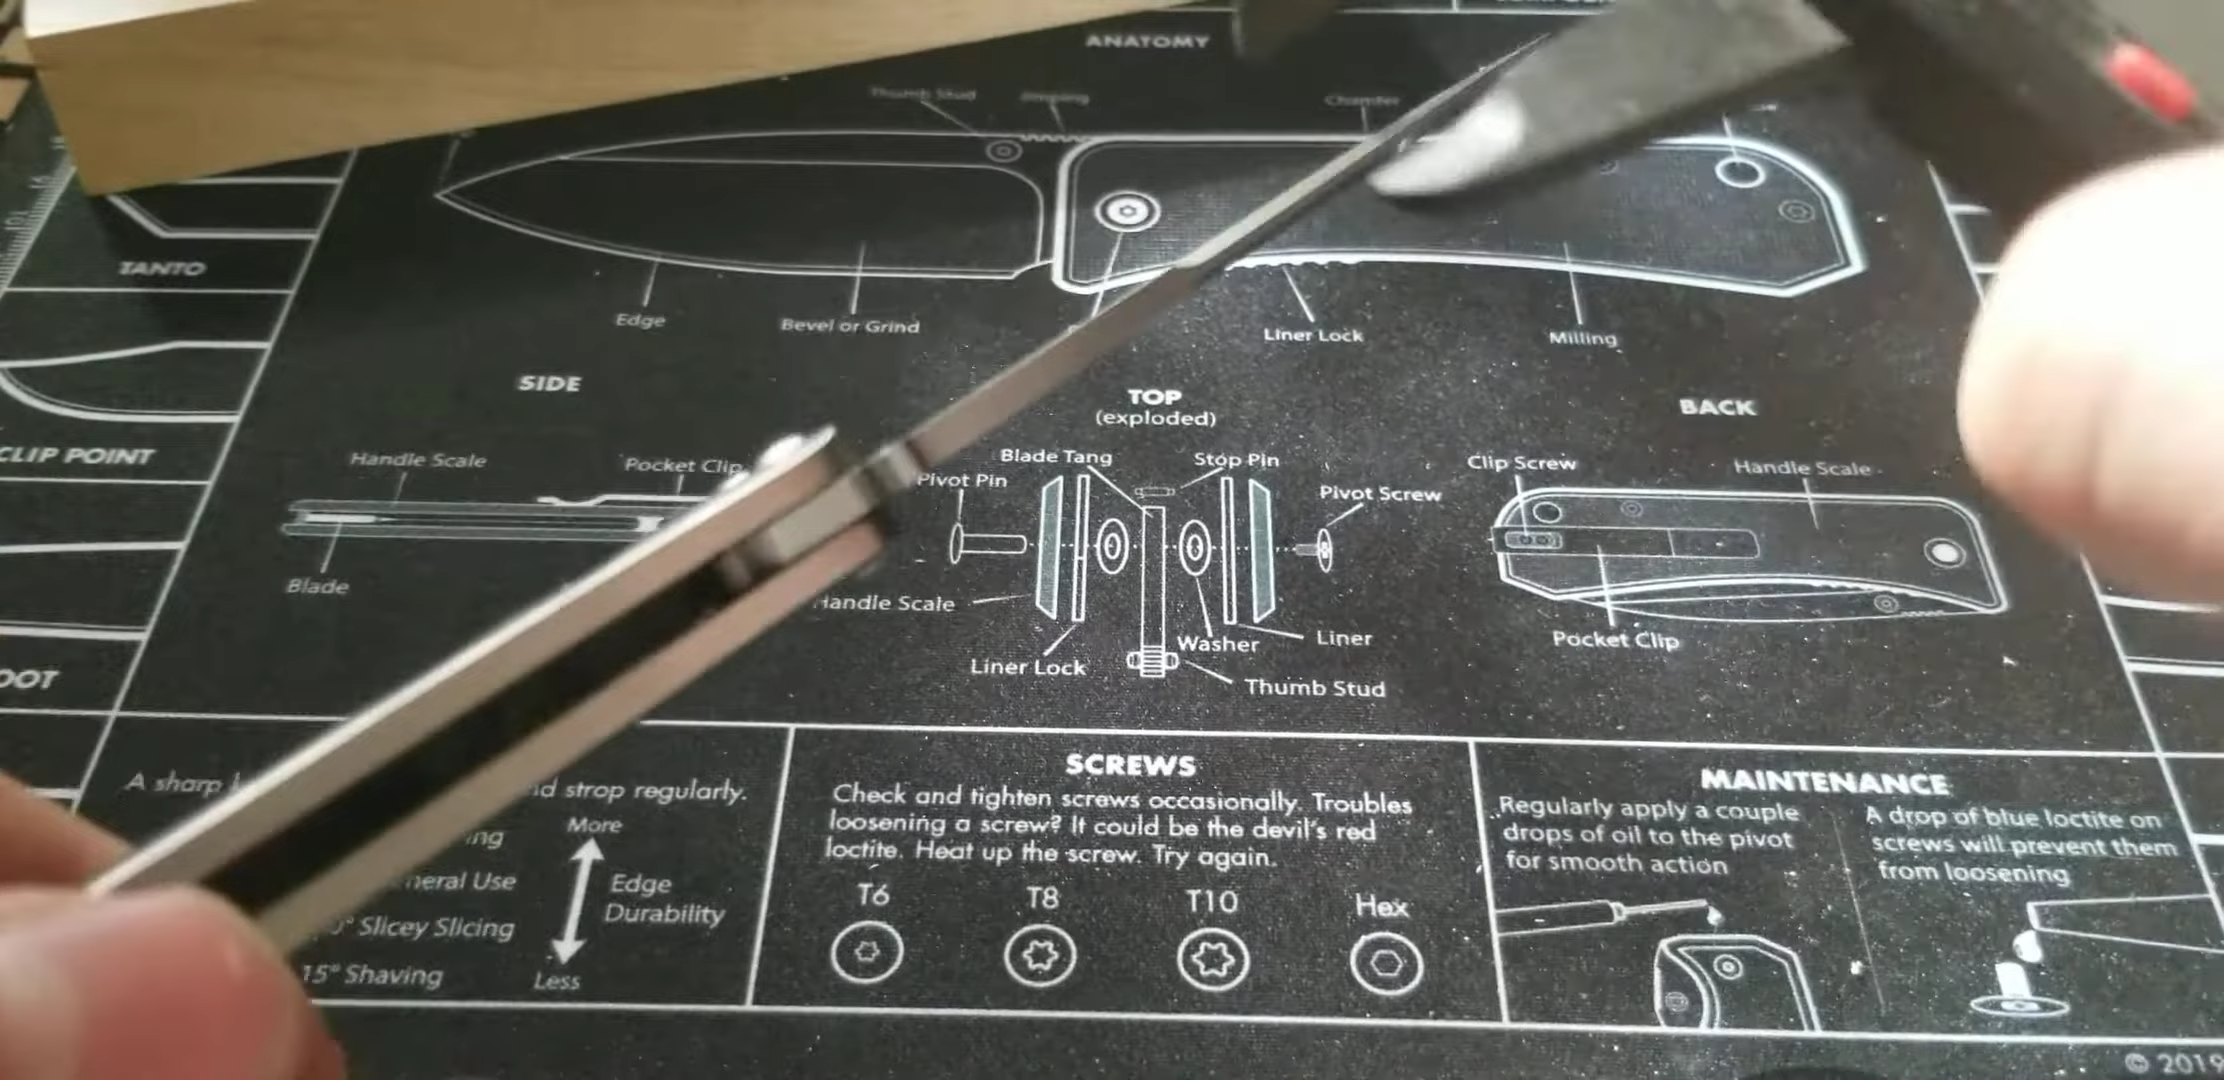 ANATOMY
Thumb Stud
Jimping
Chamfer
TANTO
Edge
Bevel or Grind
Liner Lock
Milling
SIDE
TOP
(exploded)
BACK
CLIP POINT
Handle Scale
Pocket Clip
Blade Tang
Stop Pin
Clip Screw
Handle Scale
Pivot Pin
Pivot Screw
Blade
Handle Scale
Washer
Liner
Pocket Clip
Liner Lock
Thumb Stud
OOT
SCREWS
MAINTENANCE
A sharp
nd strop regularly.
Check and tighten screws occasionally. Troubles
loosening a screw? It could be the devil's red
loctite. Heat up the screw. Try again.
Regularly apply a couple
drops of oil to the pivot
for smooth action
A drop of blue loctite on
screws will prevent them
from loosening
More
ing
neral Use
Edge
Durability
° Slicey Slicing
15° Shaving
Less
T6
T8
T10
Hex
© 2019